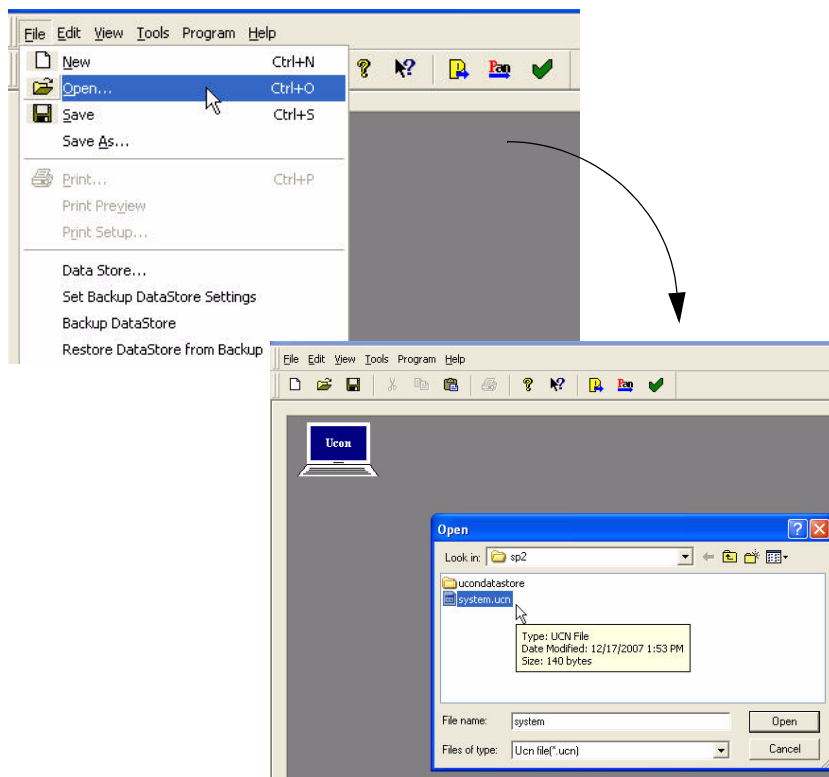 File Edit View Tools Program Help
New Ctrl+N
Open... Ctrl+O
Save Ctrl+S
Save As...
Print... Ctrl+P
Print Preview
Print Setup...
Data Store...
Set Backup DataStore Settings
Backup DataStore
Restore DataStore from Backup
Pan
File Edit View Tools Program Help
Pan
Ucon
Open
Look in: sp2
ucondatastore
system.ucn
Type: UCN File
Date Modified: 12/17/2007 1:53 PM
Size: 140 bytes
File name: system Open
Files of type: Ucn file(*.ucn) Cancel